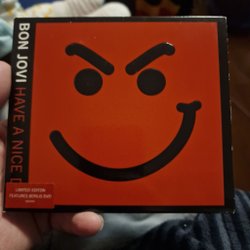 BON JOVI HAVE A NICE D
LIMITED EDITION
FEATURES BONUS DVD